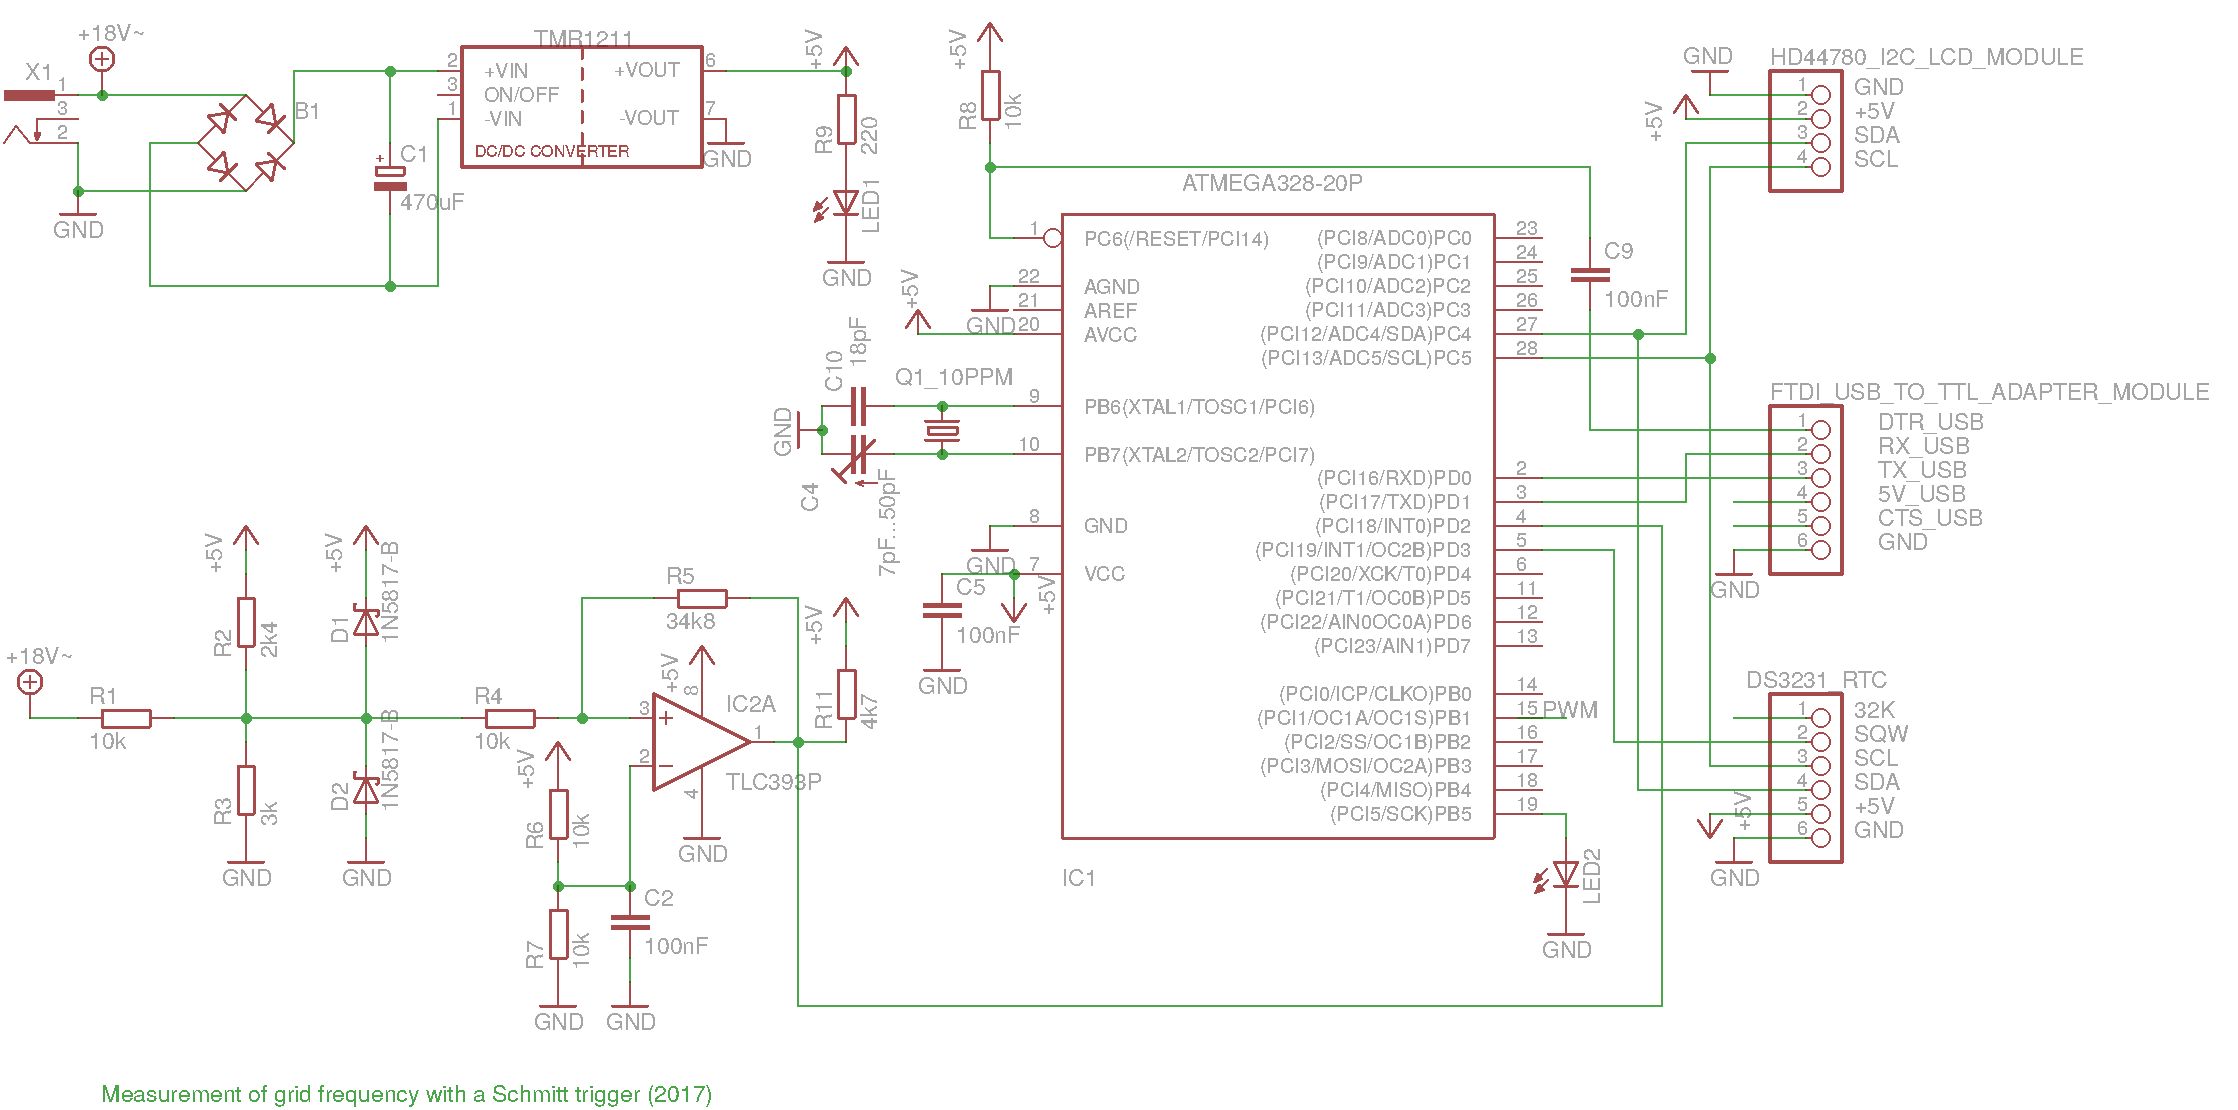 +18V~
X1
1
3
2
GND
B1
C1
+
470uF
TMR1211
2 +VIN +VOUT 6
3 ON/OFF
1 -VIN -VOUT 7
DC/DC CONVERTER
GND
+5V
R9
220
LED1
GND
+5V
R8
10k
ATMEGA328-20P
1 PC6(/RESET/PCI14)
22 AGND
21 AREF
20 AVCC
9 PB6(XTAL1/TOSC1/PCI6)
10 PB7(XTAL2/TOSC2/PCI7)
8 GND
7 VCC
(PCI8/ADC0)PC0 23
(PCI9/ADC1)PC1 24
(PCI10/ADC2)PC2 25
(PCI11/ADC3)PC3 26
(PCI12/ADC4/SDA)PC4 27
(PCI13/ADC5/SCL)PC5 28
(PCI16/RXD)PD0 2
(PCI17/TXD)PD1 3
(PCI18/INT0)PD2 4
(PCI19/INT1/OC2B)PD3 5
(PCI20/XCK/T0)PD4 6
(PCI21/T1/OC0B)PD5 11
(PCI22/AIN0OC0A)PD6 12
(PCI23/AIN1)PD7 13
(PCI0/ICP/CLKO)PB0 14
(PCI1/OC1A/OC1S)PB1 15 PWM
(PCI2/SS/OC1B)PB2 16
(PCI3/MOSI/OC2A)PB3 17
(PCI4/MISO)PB4 18
(PCI5/SCK)PB5 19
IC1
GND
+5V
C10
18pF
Q1_10PPM
GND
C4
7pF...50pF
GND
+5V
C5
100nF
GND
C9
100nF
LED2
GND
GND
HD44780_I2C_LCD_MODULE
+5V
1 GND
2 +5V
3 SDA
4 SCL
FTDI_USB_TO_TTL_ADAPTER_MODULE
1 DTR_USB
2 RX_USB
3 TX_USB
4 5V_USB
5 CTS_USB
6 GND
GND
DS3231_RTC
1 32K
2 SQW
3 SCL
4 SDA
5 +5V
6 GND
+5V
GND
+18V~
R1
10k
+5V
R2
2k4
R3
3k
GND
+5V
D1
1N5817-B
D2
1N5817-B
GND
R4
10k
R5
34k8
+5V
8
3
2
1
4
IC2A
TLC393P
GND
+5V
R11
4k7
+5V
R6
10k
R7
10k
GND
C2
100nF
GND
Measurement of grid frequency with a Schmitt trigger (2017)